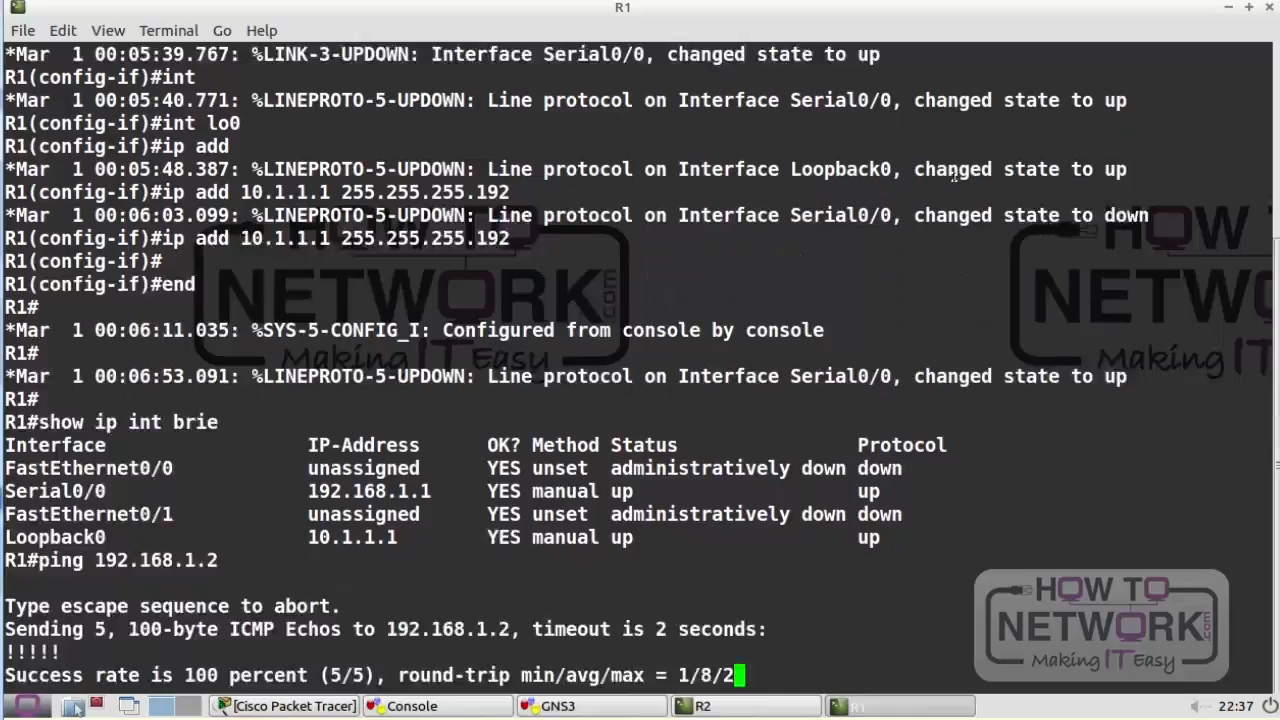 R1
File Edit View Terminal Go Help
*Mar  1 00:05:39.767: %LINK-3-UPDOWN: Interface Serial0/0, changed state to up
R1(config-if)#int
*Mar  1 00:05:40.771: %LINEPROTO-5-UPDOWN: Line protocol on Interface Serial0/0, changed state to up
R1(config-if)#int lo0
R1(config-if)#ip add
*Mar  1 00:05:48.387: %LINEPROTO-5-UPDOWN: Line protocol on Interface Loopback0, changed state to up
R1(config-if)#ip add 10.1.1.1 255.255.255.192
*Mar  1 00:06:03.099: %LINEPROTO-5-UPDOWN: Line protocol on Interface Serial0/0, changed state to down
R1(config-if)#ip add 10.1.1.1 255.255.255.192
R1(config-if)#
R1(config-if)#end
R1#
*Mar  1 00:06:11.035: %SYS-5-CONFIG_I: Configured from console by console
R1#
*Mar  1 00:06:53.091: %LINEPROTO-5-UPDOWN: Line protocol on Interface Serial0/0, changed state to up
R1#
R1#show ip int brie
Interface IP-Address OK? Method Status Protocol
FastEthernet0/0 unassigned YES unset administratively down down
Serial0/0 192.168.1.1 YES manual up up
FastEthernet0/1 unassigned YES unset administratively down down
Loopback0 10.1.1.1 YES manual up up
R1#ping 192.168.1.2
Type escape sequence to abort.
Sending 5, 100-byte ICMP Echos to 192.168.1.2, timeout is 2 seconds:
!!!!!
Success rate is 100 percent (5/5), round-trip min/avg/max = 1/8/2
HOW TO
NETWORK.com
Making IT Easy
HOW TO
NETWORK
Making IT
HOW TO
NETWORK.com
Making IT Easy
[Cisco Packet Tracer] Console GNS3 R2 R1 22:37